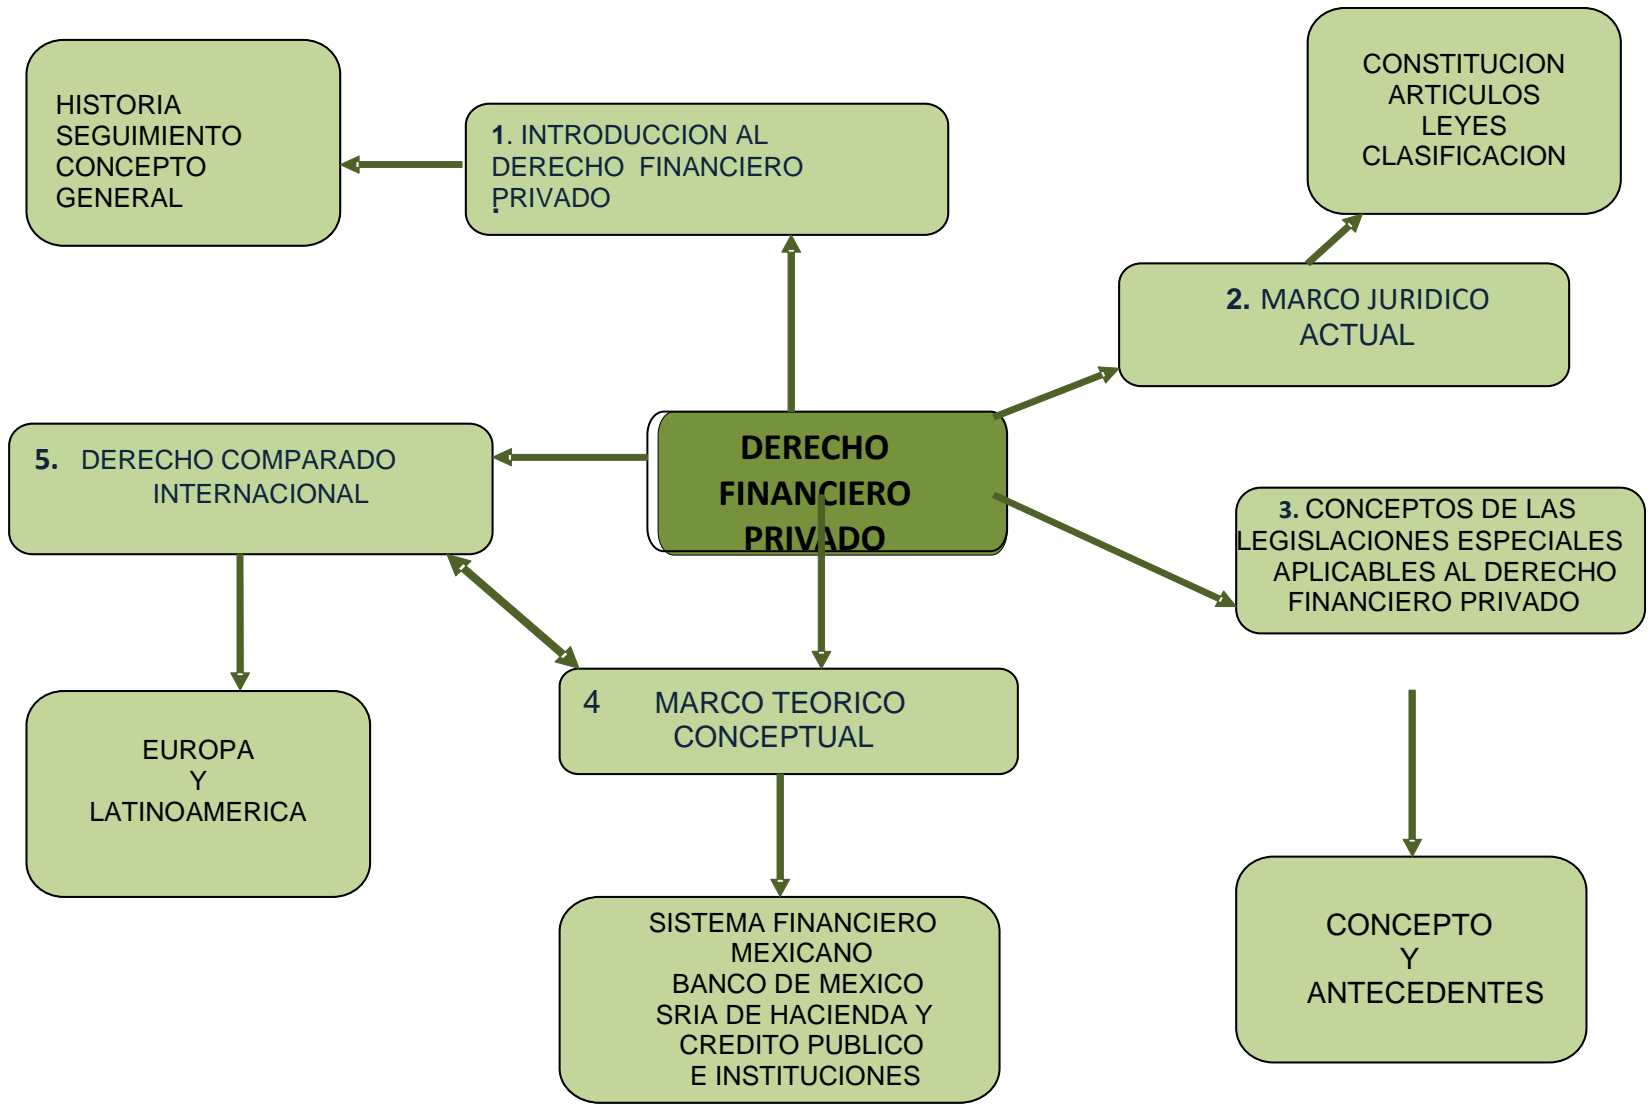 HISTORIA
SEGUIMIENTO
CONCEPTO
GENERAL
1. INTRODUCCION AL
DERECHO FINANCIERO
PRIVADO
.
CONSTITUCION
ARTICULOS
LEYES
CLASIFICACION
2. MARCO JURIDICO
ACTUAL
DERECHO
FINANCIERO
PRIVADO
5. DERECHO COMPARADO
INTERNACIONAL
3. CONCEPTOS DE LAS
LEGISLACIONES ESPECIALES
APLICABLES AL DERECHO
FINANCIERO PRIVADO
4 MARCO TEORICO
CONCEPTUAL
EUROPA
Y
LATINOAMERICA
SISTEMA FINANCIERO
MEXICANO
BANCO DE MEXICO
SRIA DE HACIENDA Y
CREDITO PUBLICO
E INSTITUCIONES
CONCEPTO
Y
ANTECEDENTES